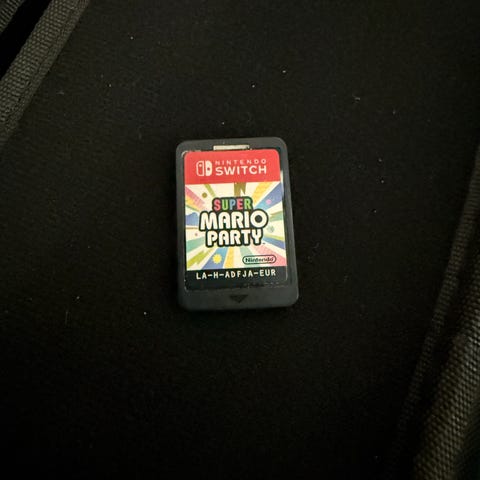 NINTENDO
SWITCH
SUPER
MARIO
PARTY
Nintendo
LA-H-ADFJA-EUR